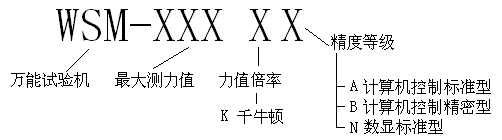 WSM-XXX XX
精度等级
万能试验机 最大测力值 力值倍率
K 千牛顿
A 计算机控制标准型
B 计算机控制精密型
N 数显标准型